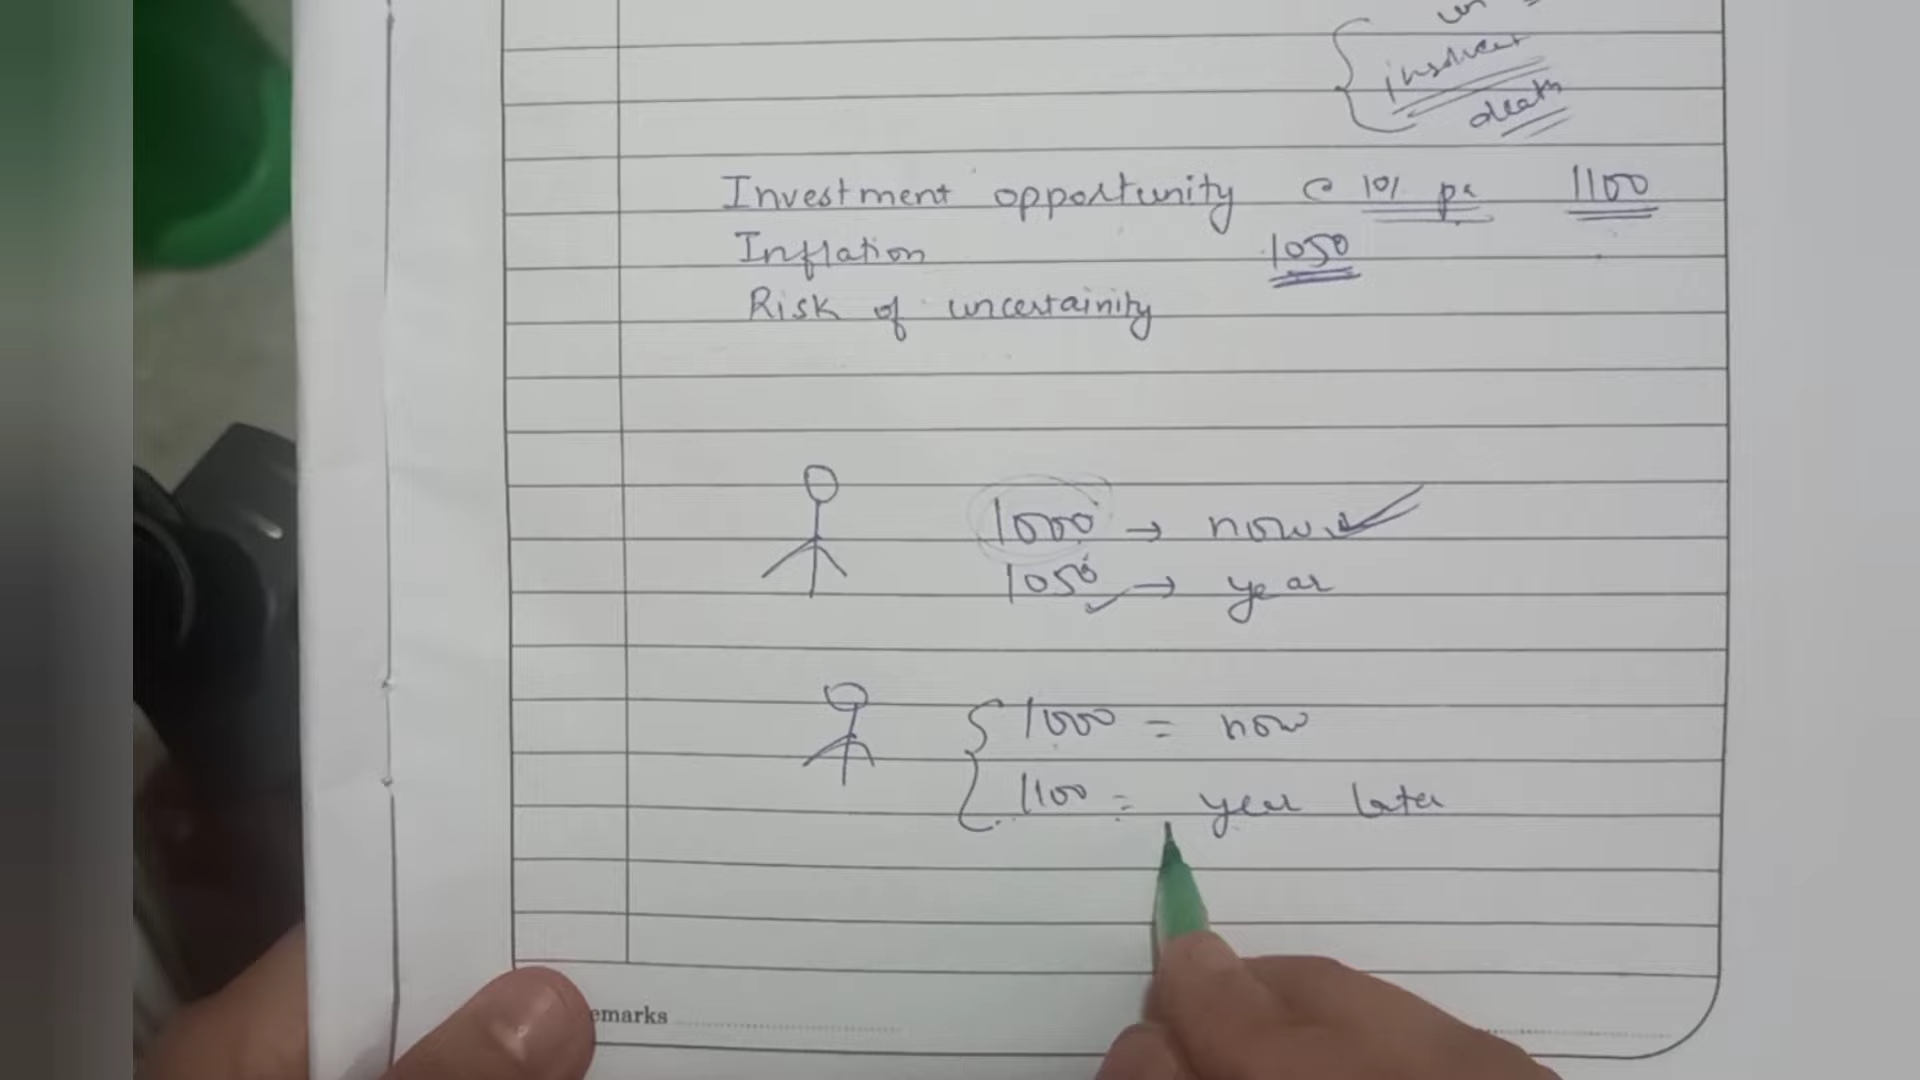 insolvent
death
Investment opportunity @ 10% pa 1100
Inflation 1050
Risk of uncertainity
1000 → now
1050 → year
1000 = now
1100 = year later
emarks